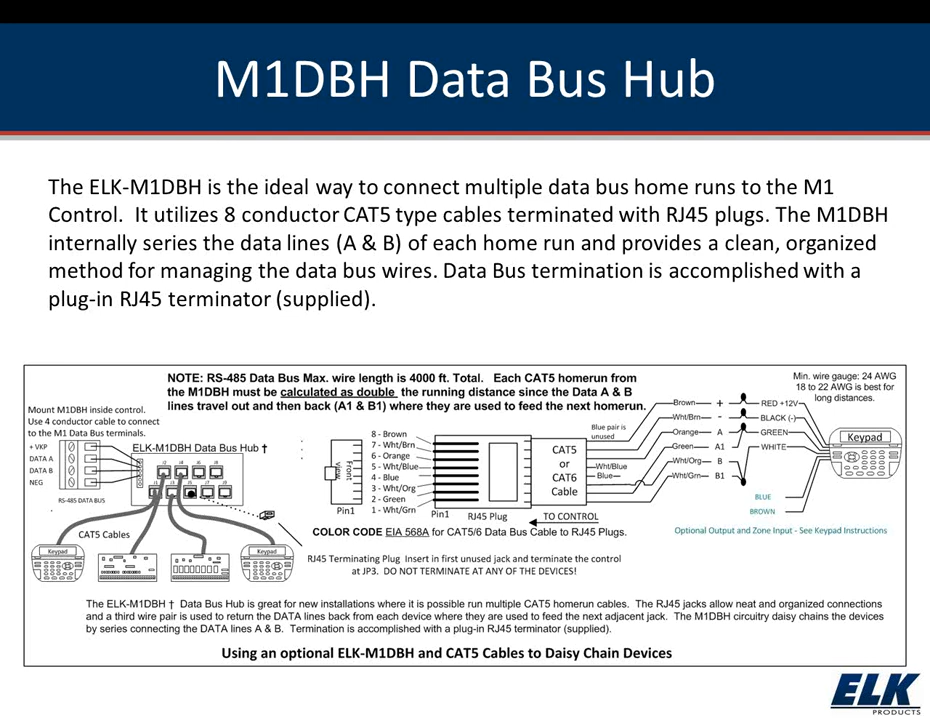 M1DBH Data Bus Hub
The ELK-M1DBH is the ideal way to connect multiple data bus home runs to the M1
Control.  It utilizes 8 conductor CAT5 type cables terminated with RJ45 plugs. The M1DBH
internally series the data lines (A & B) of each home run and provides a clean, organized
method for managing the data bus wires. Data Bus termination is accomplished with a
plug-in RJ45 terminator (supplied).
NOTE: RS-485 Data Bus Max. wire length is 4000 ft. Total.   Each CAT5 homerun from
the M1DBH must be calculated as double  the running distance since the Data A & B
lines travel out and then back (A1 & B1) where they are used to feed the next homerun.
Min. wire gauge: 24 AWG
18 to 22 AWG is best for
long distances.
Mount M1DBH inside control.
Use 4 conductor cable to connect
to the M1 Data Bus terminals.
+ VKP
DATA A
DATA B
NEG
RS-485 DATA BUS
ELK-M1DBH Data Bus Hub †
CAT5 Cables
Keypad
Keypad
Front
View
Pin1
8 - Brown
7 - Wht/Brn
6 - Orange
5 - Wht/Blue
4 - Blue
3 - Wht/Org
2 - Green
1 - Wht/Grn
Pin1
RJ45 Plug
CAT5
or
CAT6
Cable
TO CONTROL
Blue pair is
unused
Wht/Blue
Blue
Brown
Wht/Brn
Orange
Green
Wht/Org
Wht/Grn
+
-
A
A1
B
B1
RED +12V
BLACK (-)
GREEN
WHITE
BLUE
BROWN
Keypad
Optional Output and Zone Input - See Keypad Instructions
COLOR CODE EIA 568A for CAT5/6 Data Bus Cable to RJ45 Plugs.
RJ45 Terminating Plug  Insert in first unused jack and terminate the control
at JP3.  DO NOT TERMINATE AT ANY OF THE DEVICES!
The ELK-M1DBH †  Data Bus Hub is great for new installations where it is possible run multiple CAT5 homerun cables.  The RJ45 jacks allow neat and organized connections
and a third wire pair is used to return the DATA lines back from each device where they are used to feed the next adjacent jack.  The M1DBH circuitry daisy chains the devices
by series connecting the DATA lines A & B.  Termination is accomplished with a plug-in RJ45 terminator (supplied).
Using an optional ELK-M1DBH and CAT5 Cables to Daisy Chain Devices
ELK
PRODUCTS